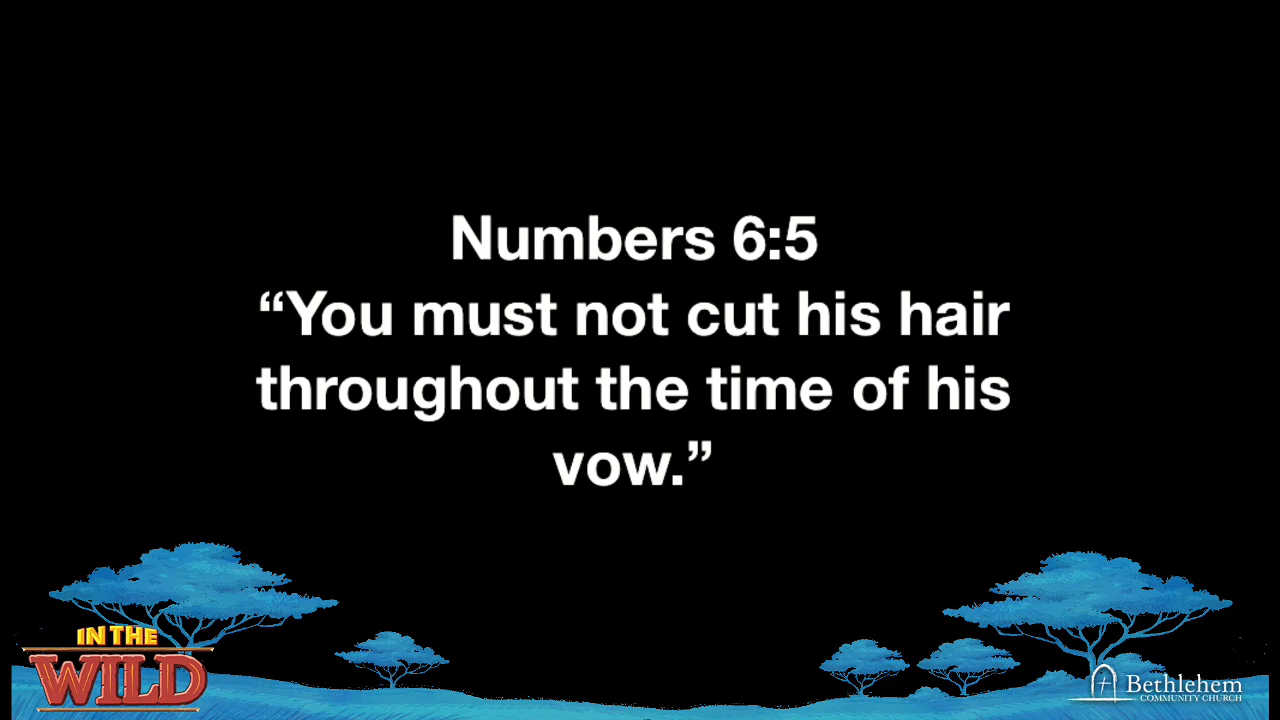 Numbers 6:5
“You must not cut his hair
throughout the time of his
vow.”
IN THE
WILD
Bethlehem
COMMUNITY CHURCH